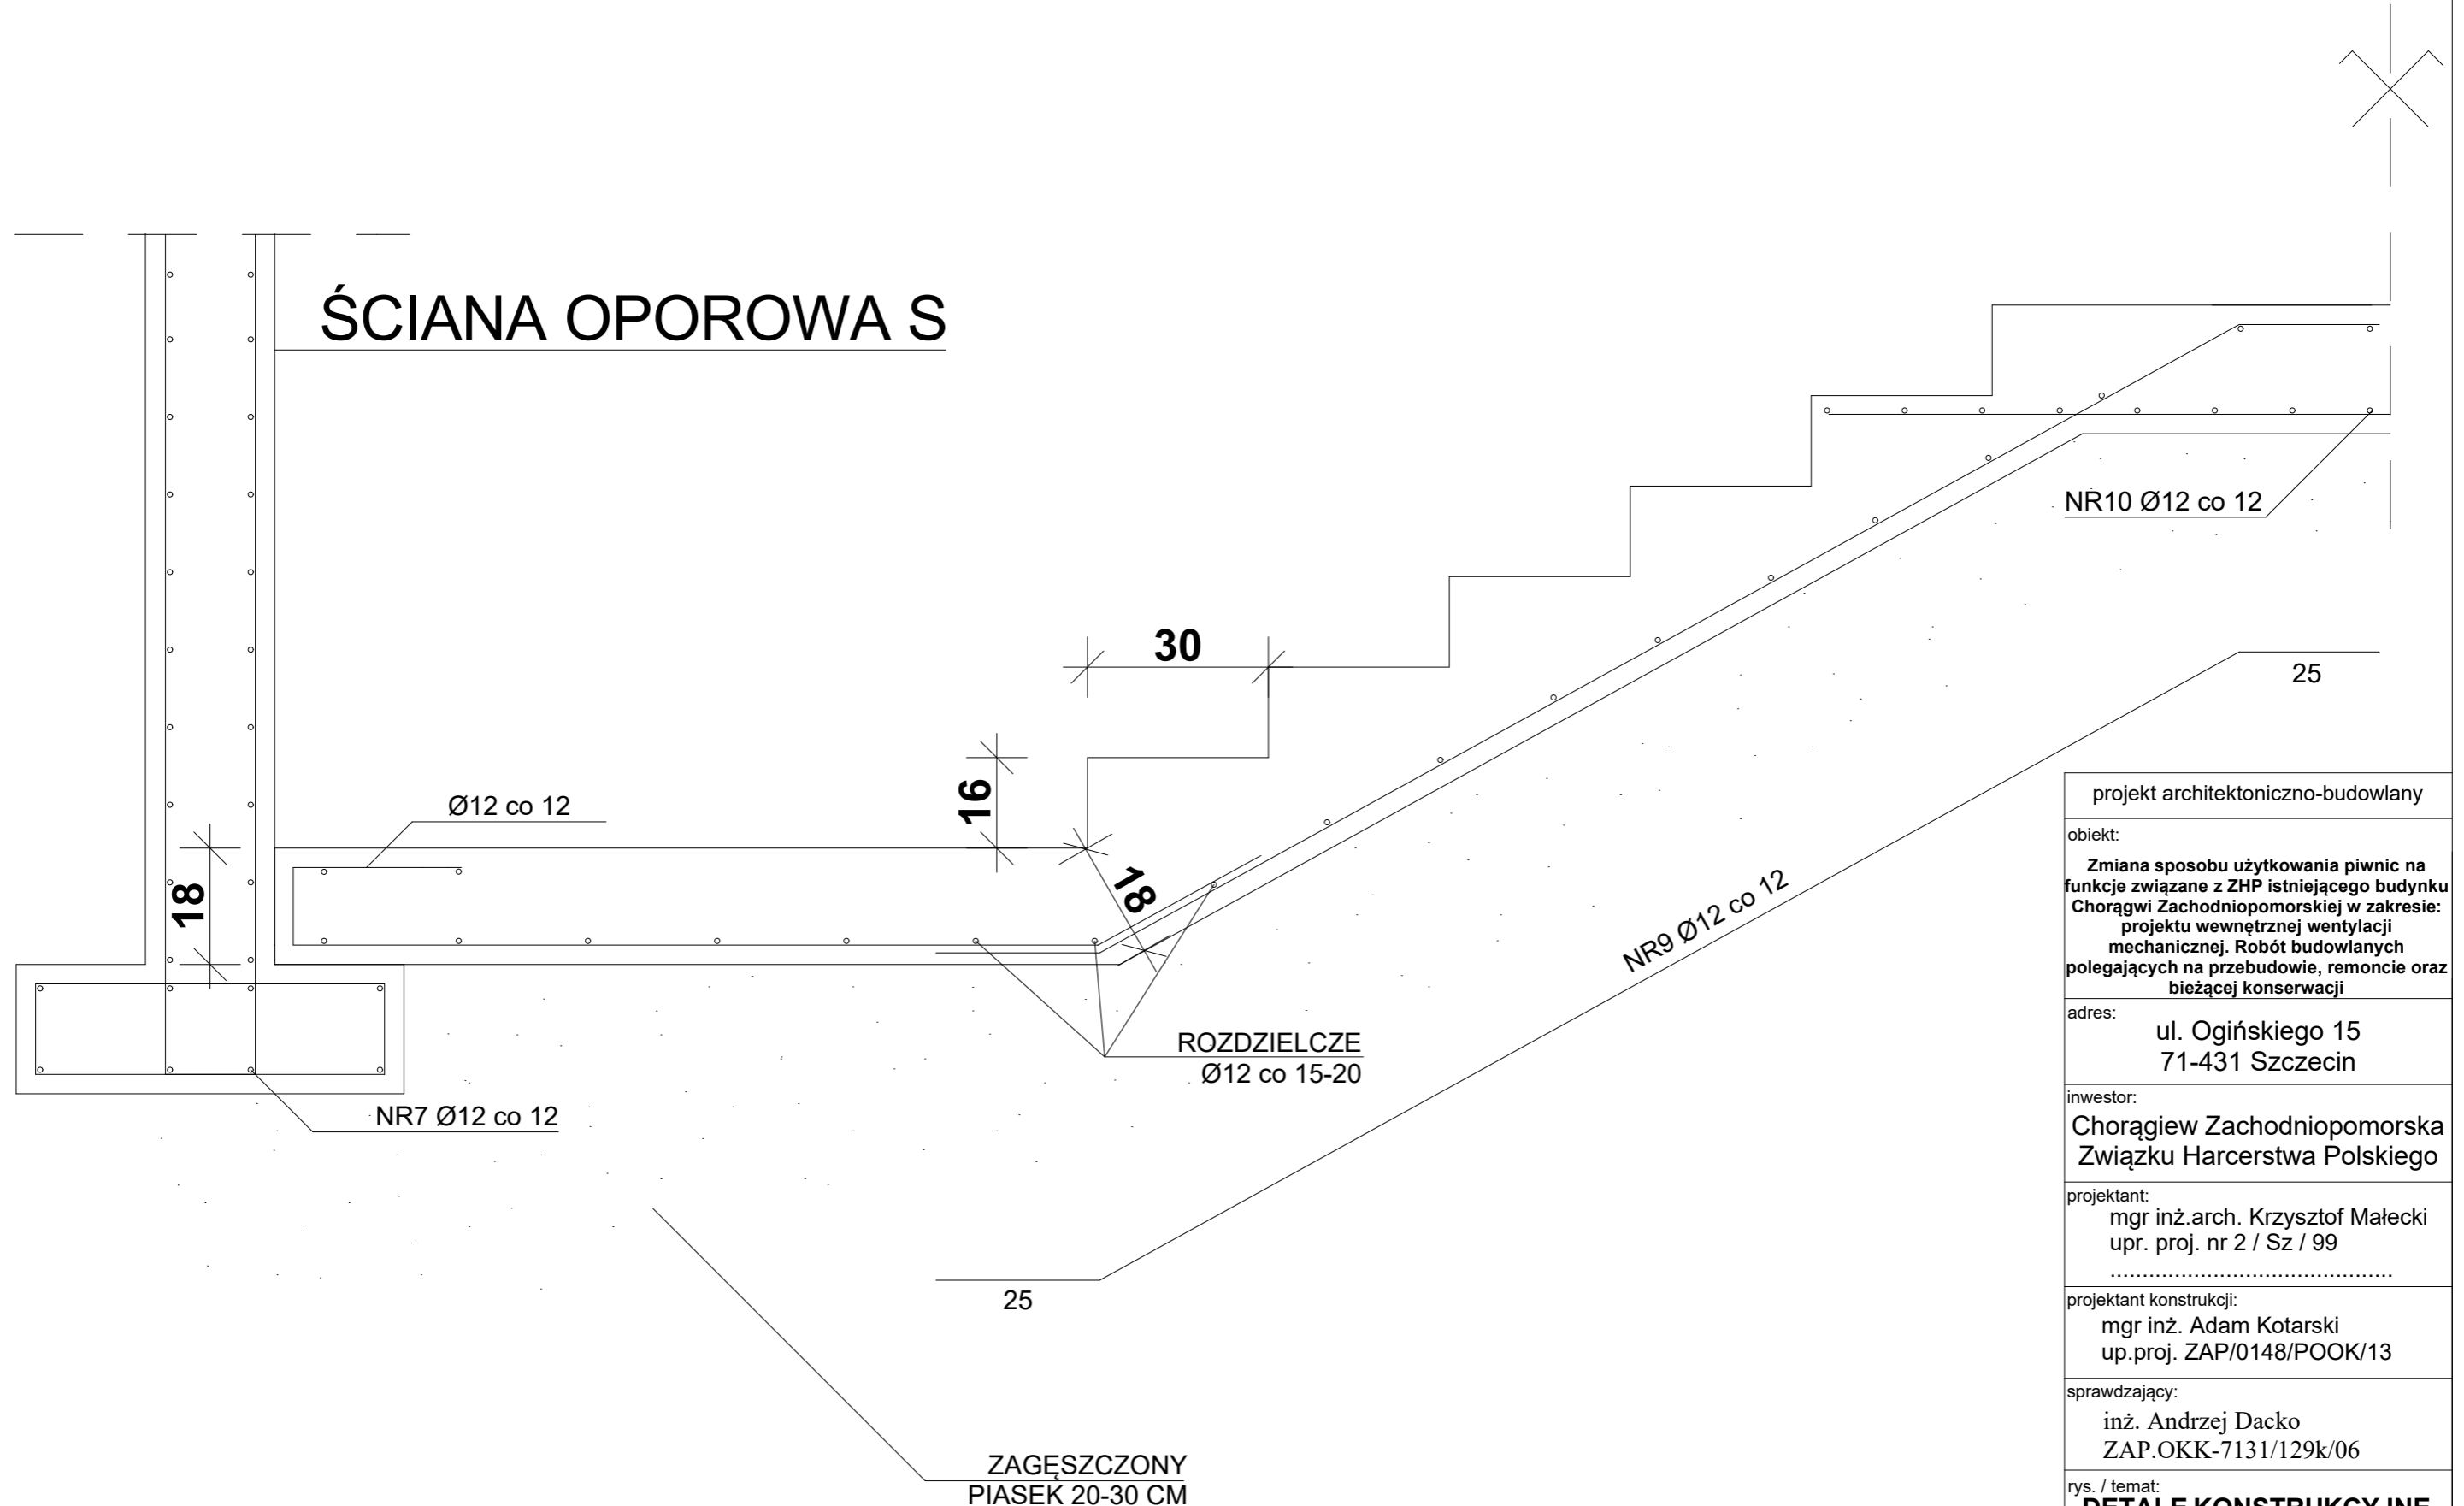 ŚCIANA OPOROWA S
NR10 Ø12 co 12
30
25
16
Ø12 co 12
18
18
NR9 Ø12 co 12
ROZDZIELCZE
Ø12 co 15-20
NR7 Ø12 co 12
25
ZAGĘSZCZONY
PIASEK 20-30 CM
projekt architektoniczno-budowlany
obiekt:
Zmiana sposobu użytkowania piwnic na
funkcje związane z ZHP istniejącego budynku
Chorągwi Zachodniopomorskiej w zakresie:
projektu wewnętrznej wentylacji
mechanicznej. Robót budowlanych
polegających na przebudowie, remoncie oraz
bieżącej konserwacji
adres:
ul. Ogińskiego 15
71-431 Szczecin
inwestor:
Chorągiew Zachodniopomorska
Związku Harcerstwa Polskiego
projektant:
mgr inż.arch. Krzysztof Małecki
upr. proj. nr 2 / Sz / 99
............................................
projektant konstrukcji:
mgr inż. Adam Kotarski
up.proj. ZAP/0148/POOK/13
sprawdzający:
inż. Andrzej Dacko
ZAP.OKK-7131/129k/06
rys. / temat:
DETALE KONSTRUKCYJNE